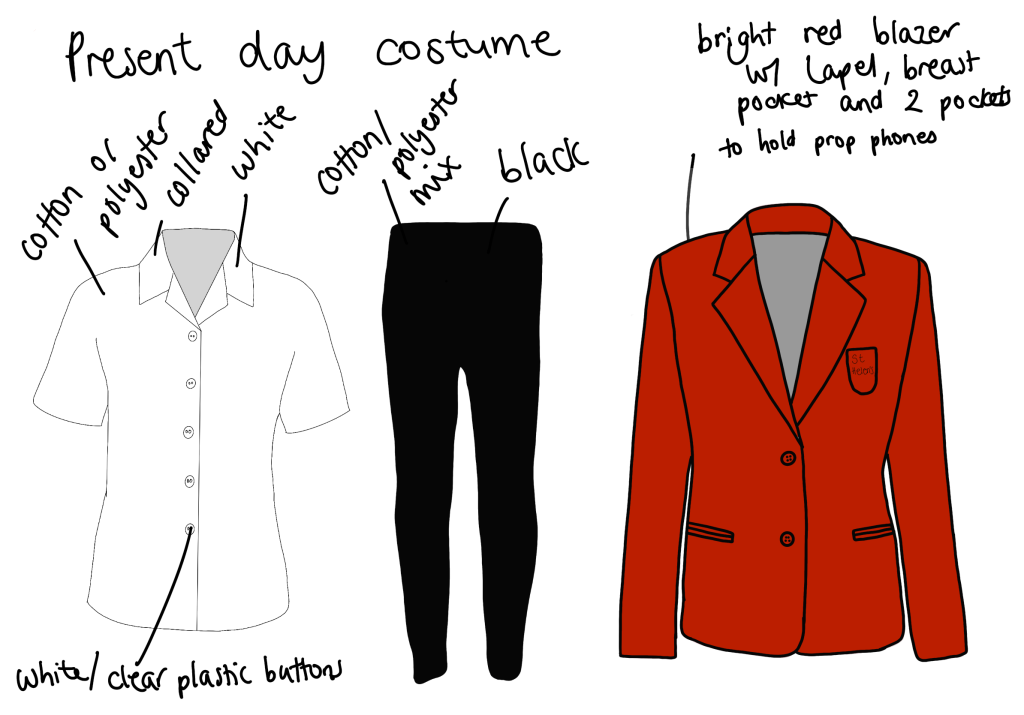 Present day costume
bright red blazer
w/ lapel, breast
pocket and 2 pockets
to hold prop phones
cotton or
polyester
collared
white
cotton/
polyester
mix
black
St
white/clear plastic buttons